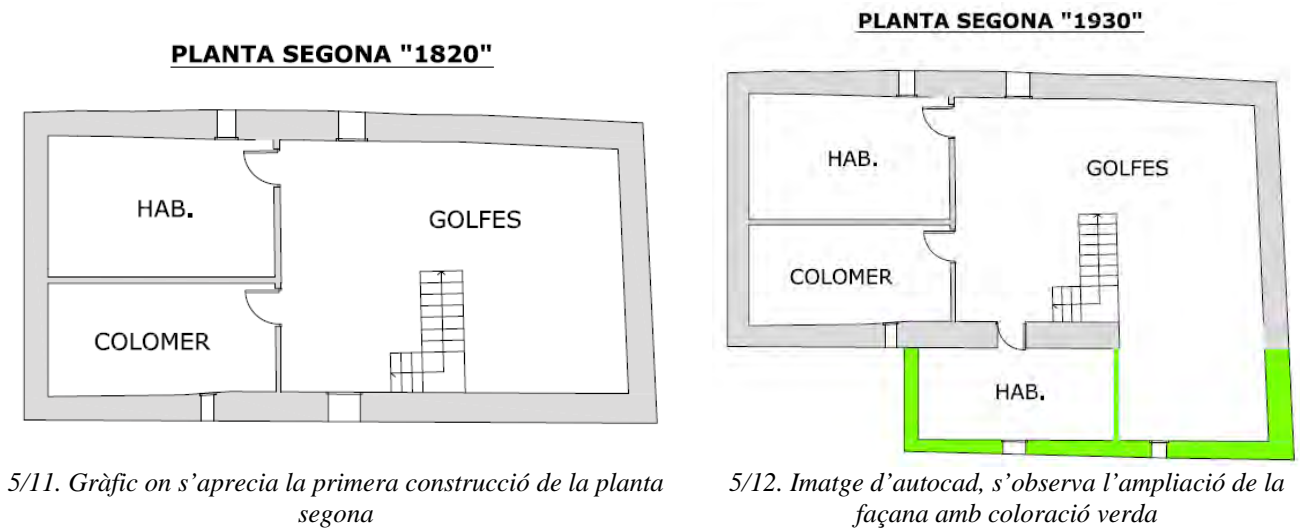 PLANTA SEGONA "1820"
HAB.
GOLFES
COLOMER
5/11. Gràfic on s’aprecia la primera construcció de la planta
segona
PLANTA SEGONA "1930"
HAB.
GOLFES
COLOMER
HAB.
5/12. Imatge d’autocad, s’observa l’ampliació de la
façana amb coloració verda